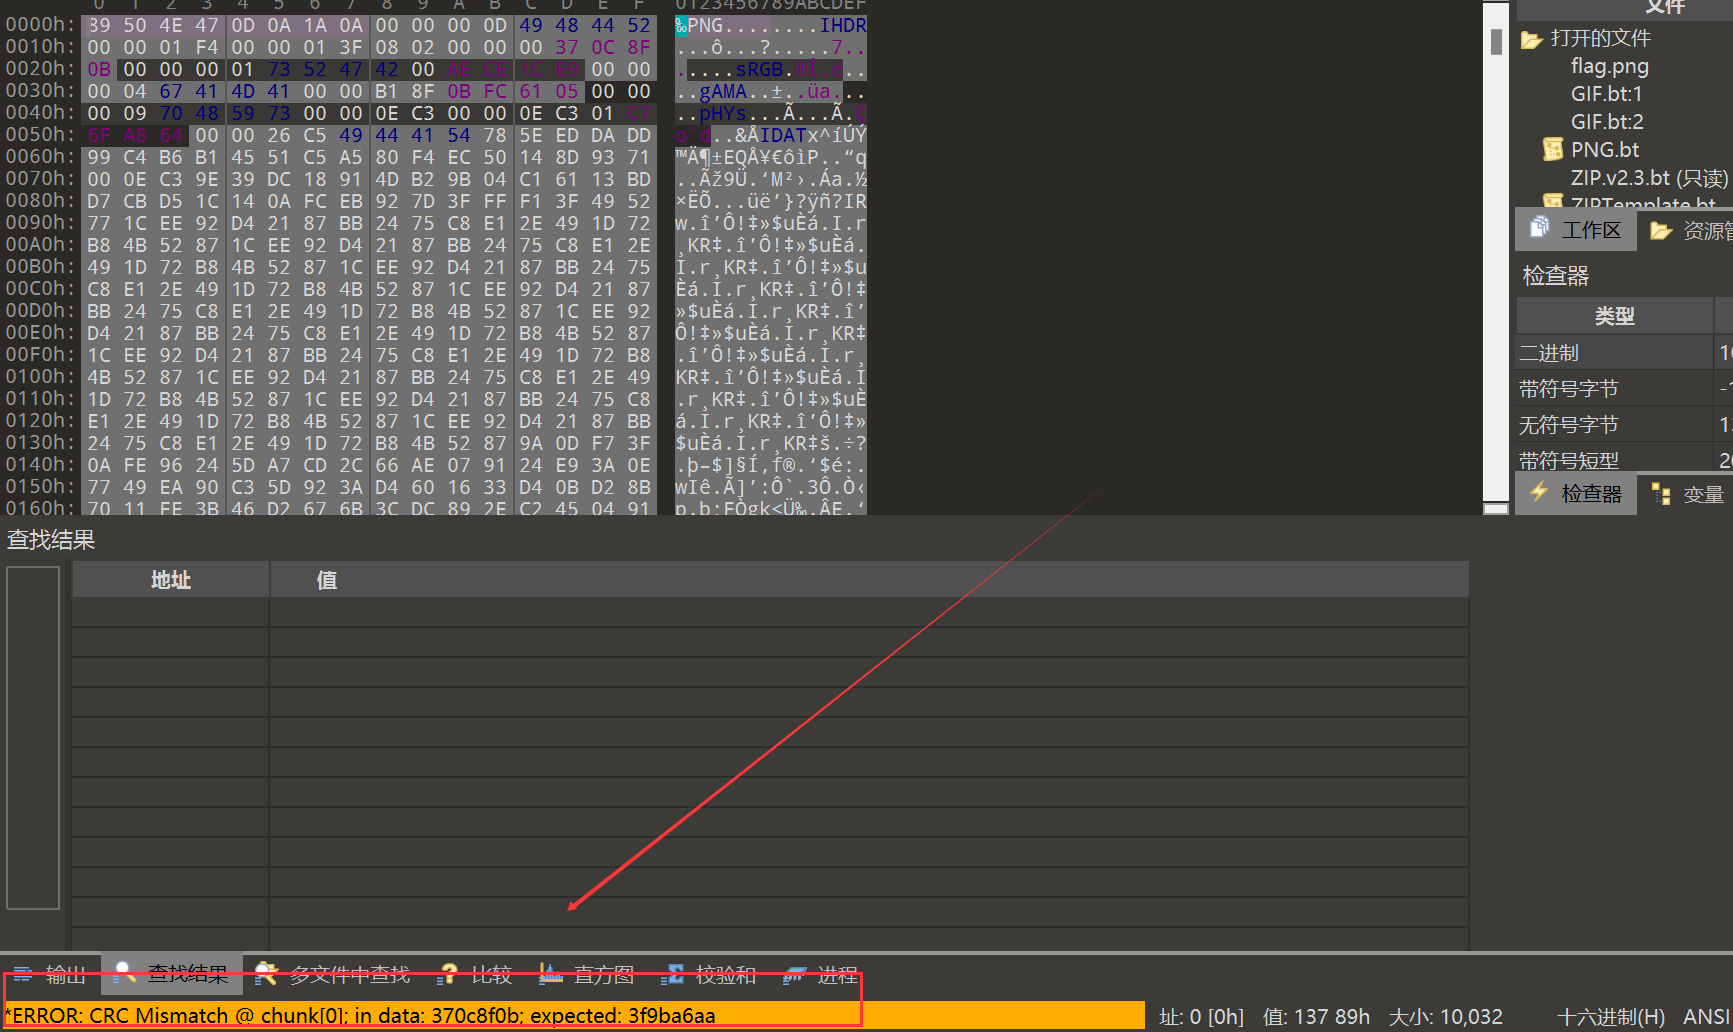 0 1 2 3 4 5 6 7 8 9 A B C D E F 0123456789ABCDEF
0000h: 89 50 4E 47 0D 0A 1A 0A 00 00 00 0D 49 48 44 52 ‰PNG........IHDR
0010h: 00 00 01 F4 00 00 01 3F 08 02 00 00 00 37 0C 8F ...ô...?.....7..
0020h: 0B 00 00 00 01 73 52 47 42 00 AE CE 1C E9 00 00 .....sRGB.®Î.é..
0030h: 00 04 67 41 4D 41 00 00 B1 8F 0B FC 61 05 00 00 ..gAMA..±..üa...
0040h: 00 09 70 48 59 73 00 00 0E C3 00 00 0E C3 01 C7 ..pHYs...Ã...Ã.Ç
0050h: 6F A8 64 00 00 26 C5 49 44 41 54 78 5E ED DA DD o¨d..&ÅIDATx^íÚÝ
0060h: 99 C4 B6 B1 45 51 C5 A5 80 F4 EC 50 14 8D 93 71 ™Ä¶±EQÅ¥€ôìP..“q
0070h: 00 0E C3 9E 39 DC 18 91 4D B2 9B 04 C1 61 13 BD ..Ãž9Ü.‘M²›.Áa.½
0080h: D7 CB D5 1C 14 0A FC EB 92 7D 3F FF F1 3F 49 52 ×ËÕ...üë’}?ÿñ?IR
0090h: 77 1C EE 92 D4 21 87 BB 24 75 C8 E1 2E 49 1D 72 w.î’Ô!‡»$uÈá.I.r
00A0h: B8 4B 52 87 1C EE 92 D4 21 87 BB 24 75 C8 E1 2E ¸KR‡.î’Ô!‡»$uÈá.
00B0h: 49 1D 72 B8 4B 52 87 1C EE 92 D4 21 87 BB 24 75 I.r¸KR‡.î’Ô!‡»$u
00C0h: C8 E1 2E 49 1D 72 B8 4B 52 87 1C EE 92 D4 21 87 Èá.I.r¸KR‡.î’Ô!‡
00D0h: BB 24 75 C8 E1 2E 49 1D 72 B8 4B 52 87 1C EE 92 »$uÈá.I.r¸KR‡.î’
00E0h: D4 21 87 BB 24 75 C8 E1 2E 49 1D 72 B8 4B 52 87 Ô!‡»$uÈá.I.r¸KR‡
00F0h: 1C EE 92 D4 21 87 BB 24 75 C8 E1 2E 49 1D 72 B8 .î’Ô!‡»$uÈá.I.r¸
0100h: 4B 52 87 1C EE 92 D4 21 87 BB 24 75 C8 E1 2E 49 KR‡.î’Ô!‡»$uÈá.I
0110h: 1D 72 B8 4B 52 87 1C EE 92 D4 21 87 BB 24 75 C8 .r¸KR‡.î’Ô!‡»$uÈ
0120h: E1 2E 49 1D 72 B8 4B 52 87 1C EE 92 D4 21 87 BB á.I.r¸KR‡.î’Ô!‡»
0130h: 24 75 C8 E1 2E 49 1D 72 B8 4B 52 87 9A 0D F7 3F $uÈá.I.r¸KR‡š.÷?
0140h: 0A FE 96 24 5D A7 CD 2C 66 AE 07 91 24 E9 3A 0E .þ–$]§Í,f®.‘$é:.
0150h: 77 49 EA 90 C3 5D 92 3A D4 60 16 33 D4 0B D2 8B wIê.Ã]’:Ô`.3Ô.Ò‹
0160h: 70 11 FE 3B 46 D2 67 6B 3C DC 89 2E C2 45 04 91 p.þ;FÒgk<Ü‰.ÂE.‘
文件
打开的文件
flag.png
GIF.bt:1
GIF.bt:2
PNG.bt
ZIP.v2.3.bt (只读)
ZIPTemplate.bt
工作区 资源管
检查器
类型
二进制 10
带符号字节 -1
无符号字节 13
带符号短型 20
检查器 变量
查找结果
地址 值
输出 查找结果 多文件中查找 比较 直方图 校验和 进程
*ERROR: CRC Mismatch @ chunk[0]; in data: 370c8f0b; expected: 3f9ba6aa 址: 0 [0h] 值: 137 89h 大小: 10,032 十六进制(H) ANSI